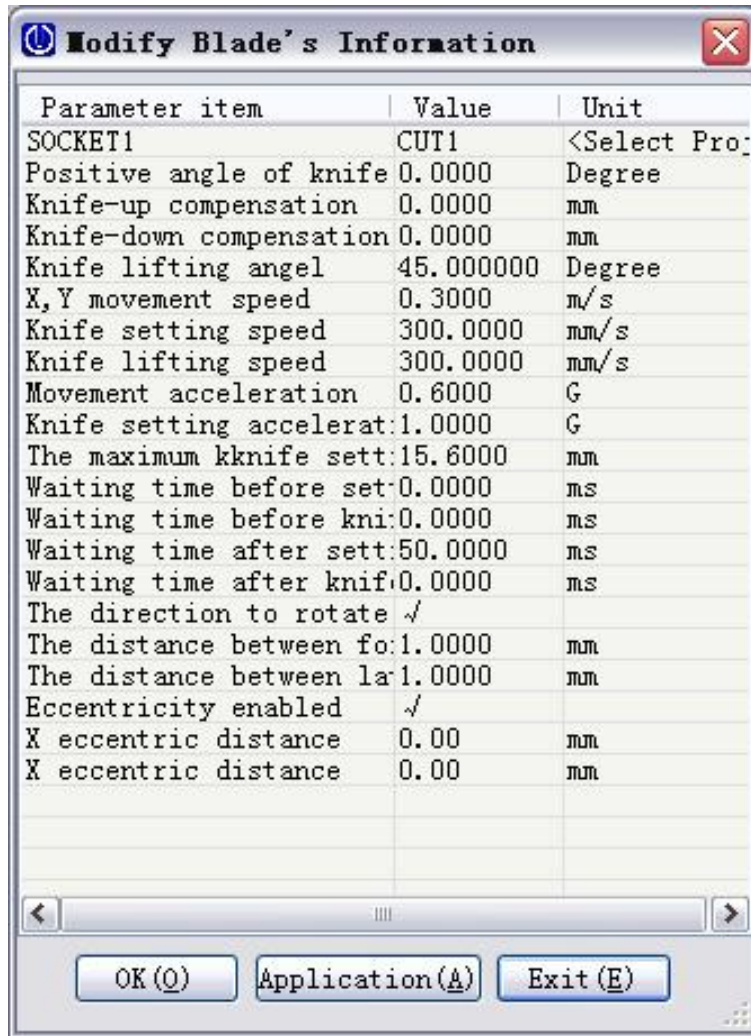 Modify Blade's Information
Parameter item Value Unit
SOCKET1 CUT1 <Select Pro
Positive angle of knife 0.0000 Degree
Knife-up compensation 0.0000 mm
Knife-down compensation 0.0000 mm
Knife lifting angel 45.000000 Degree
X,Y movement speed 0.3000 m/s
Knife setting speed 300.0000 mm/s
Knife lifting speed 300.0000 mm/s
Movement acceleration 0.6000 G
Knife setting accelerat 1.0000 G
The maximum kknife sett 15.6000 mm
Waiting time before set 0.0000 ms
Waiting time before kni 0.0000 ms
Waiting time after sett 50.0000 ms
Waiting time after knif 0.0000 ms
The direction to rotate √
The distance between fo 1.0000 mm
The distance between la 1.0000 mm
Eccentricity enabled √
X eccentric distance 0.00 mm
X eccentric distance 0.00 mm
OK(O) Application(A) Exit(E)